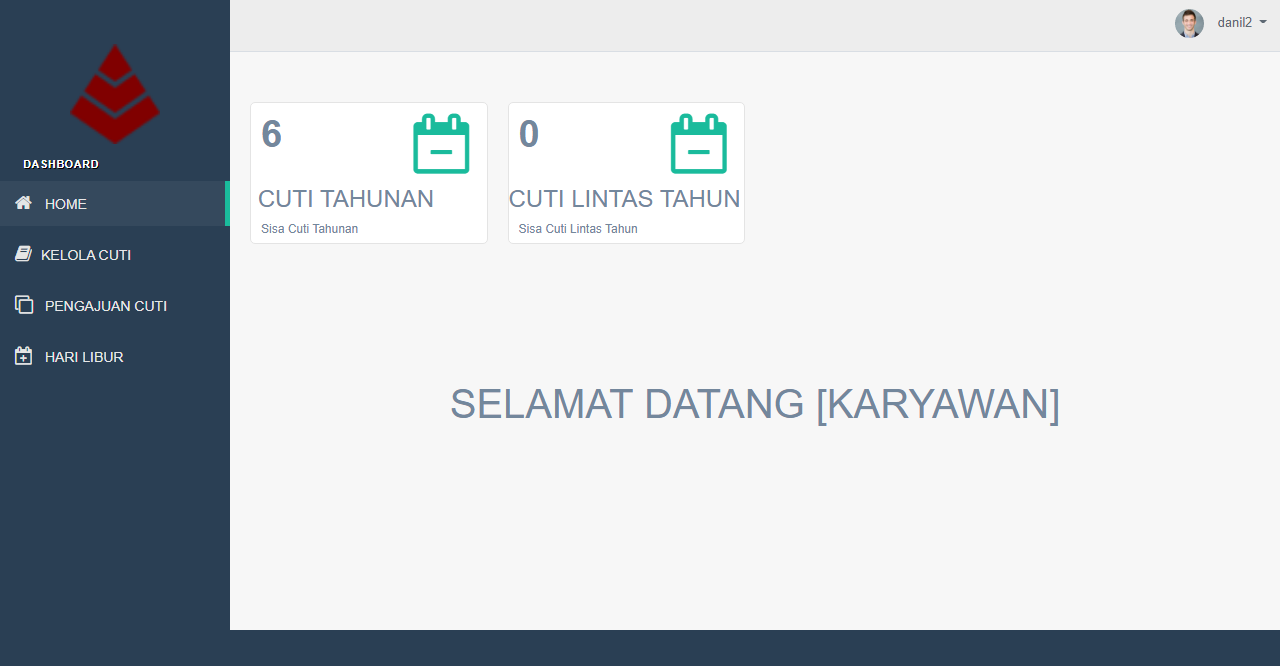 danil2
DASHBOARD
HOME
KELOLA CUTI
PENGAJUAN CUTI
HARI LIBUR
6
CUTI TAHUNAN
Sisa Cuti Tahunan
0
CUTI LINTAS TAHUN
Sisa Cuti Lintas Tahun
SELAMAT DATANG [KARYAWAN]